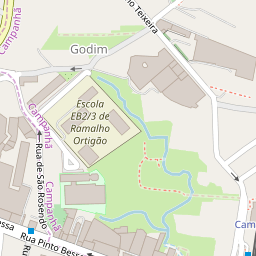 Campanhã
Godim
io Teixeira
Escola
EB2/3 de
Ramalho
Ortigão
Campanhã
Rua de São Rosendo
Campanhã
Rua Pinto Bessa
essa
Cam